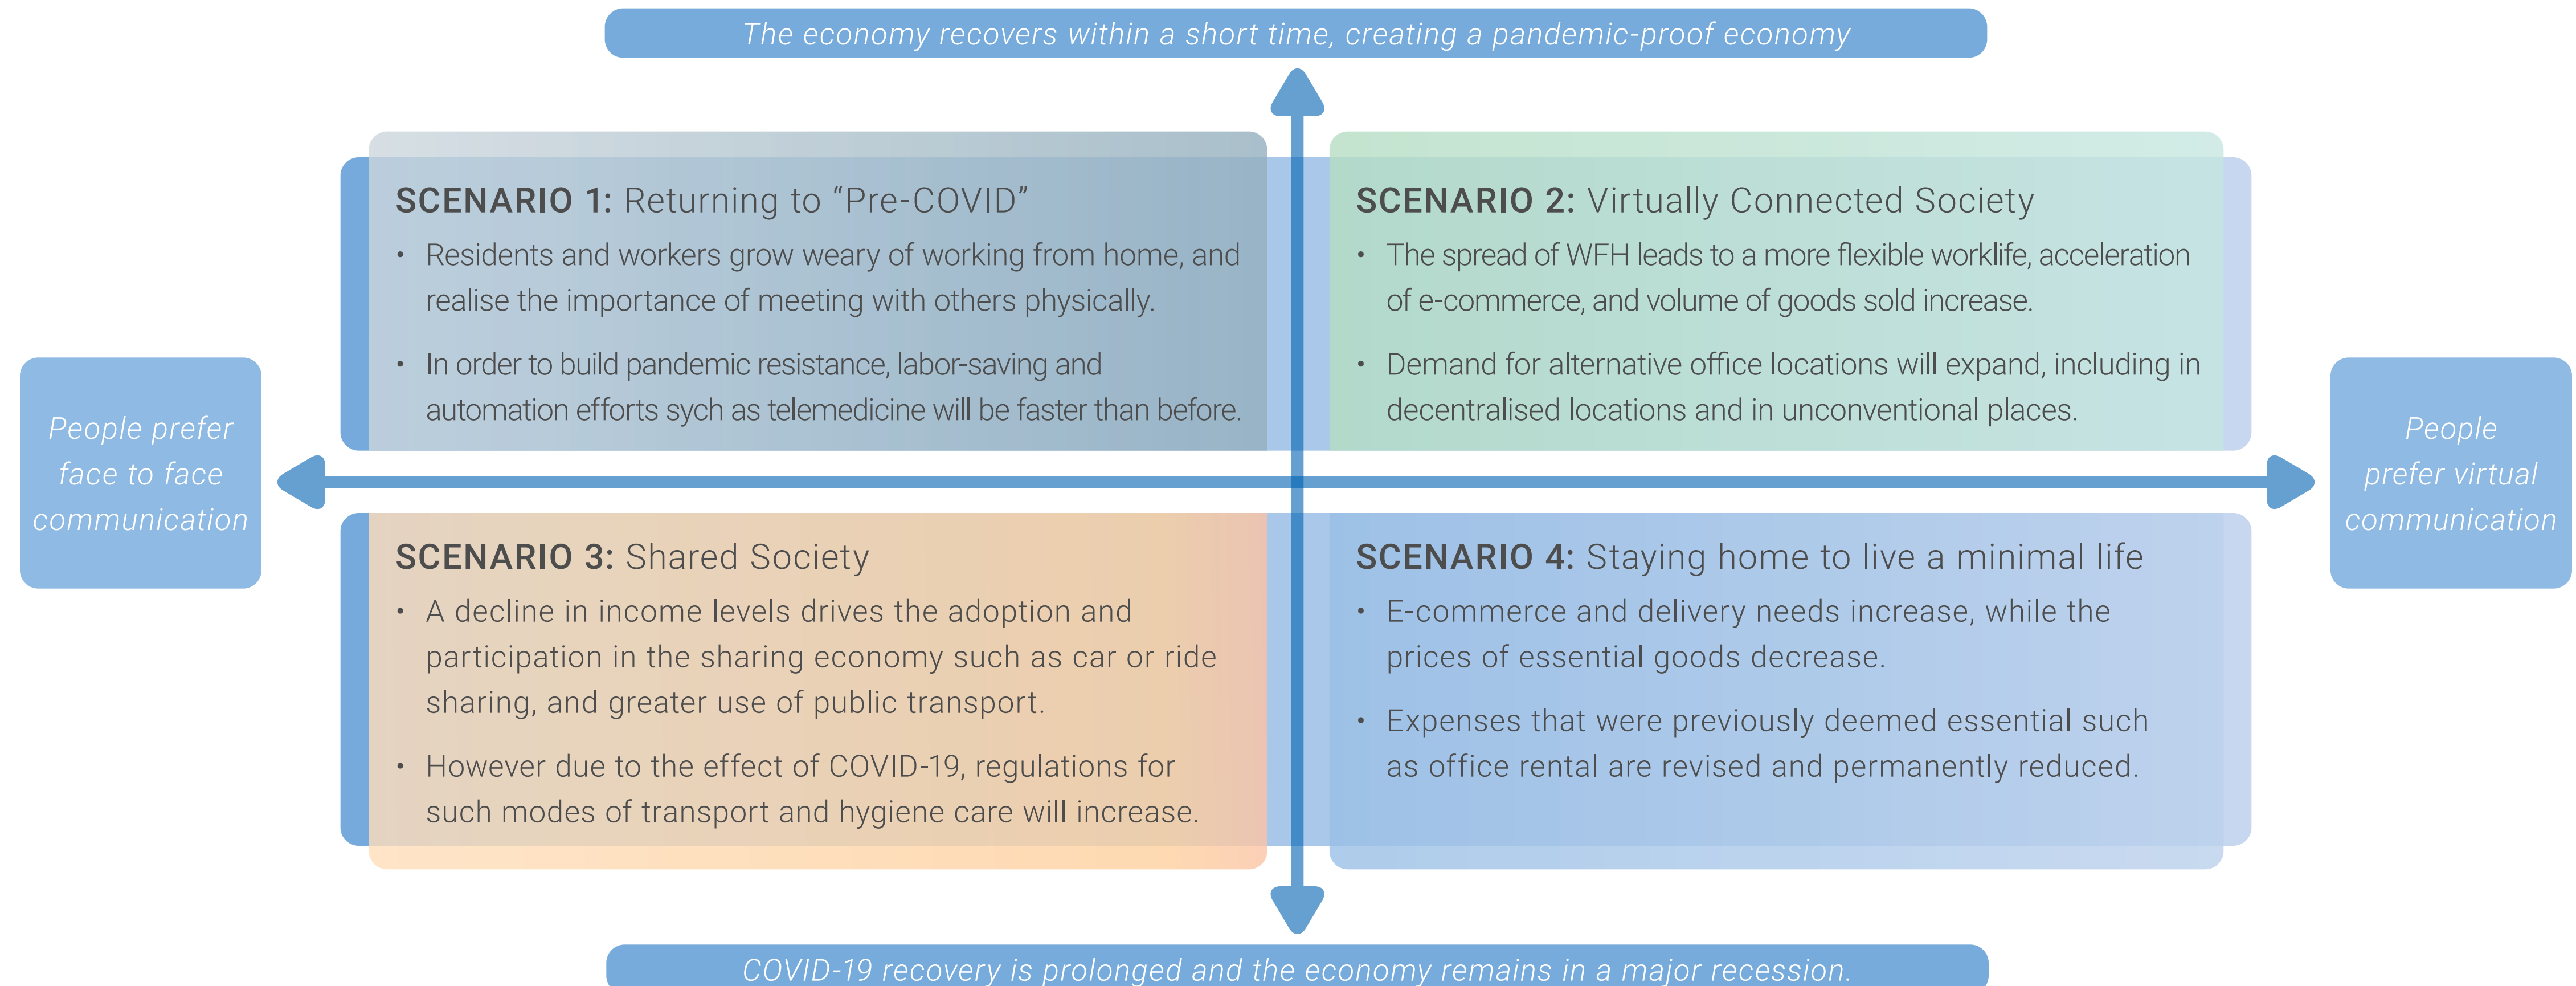 The economy recovers within a short time, creating a pandemic-proof economy
SCENARIO 1: Returning to “Pre-COVID”
• Residents and workers grow weary of working from home, and
realise the importance of meeting with others physically.
• In order to build pandemic resistance, labor-saving and
automation efforts sych as telemedicine will be faster than before.
SCENARIO 2: Virtually Connected Society
• The spread of WFH leads to a more flexible worklife, acceleration
of e-commerce, and volume of goods sold increase.
• Demand for alternative office locations will expand, including in
decentralised locations and in unconventional places.
People prefer
face to face
communication
People
prefer virtual
communication
SCENARIO 3: Shared Society
• A decline in income levels drives the adoption and
participation in the sharing economy such as car or ride
sharing, and greater use of public transport.
• However due to the effect of COVID-19, regulations for
such modes of transport and hygiene care will increase.
SCENARIO 4: Staying home to live a minimal life
• E-commerce and delivery needs increase, while the
prices of essential goods decrease.
• Expenses that were previously deemed essential such
as office rental are revised and permanently reduced.
COVID-19 recovery is prolonged and the economy remains in a major recession.